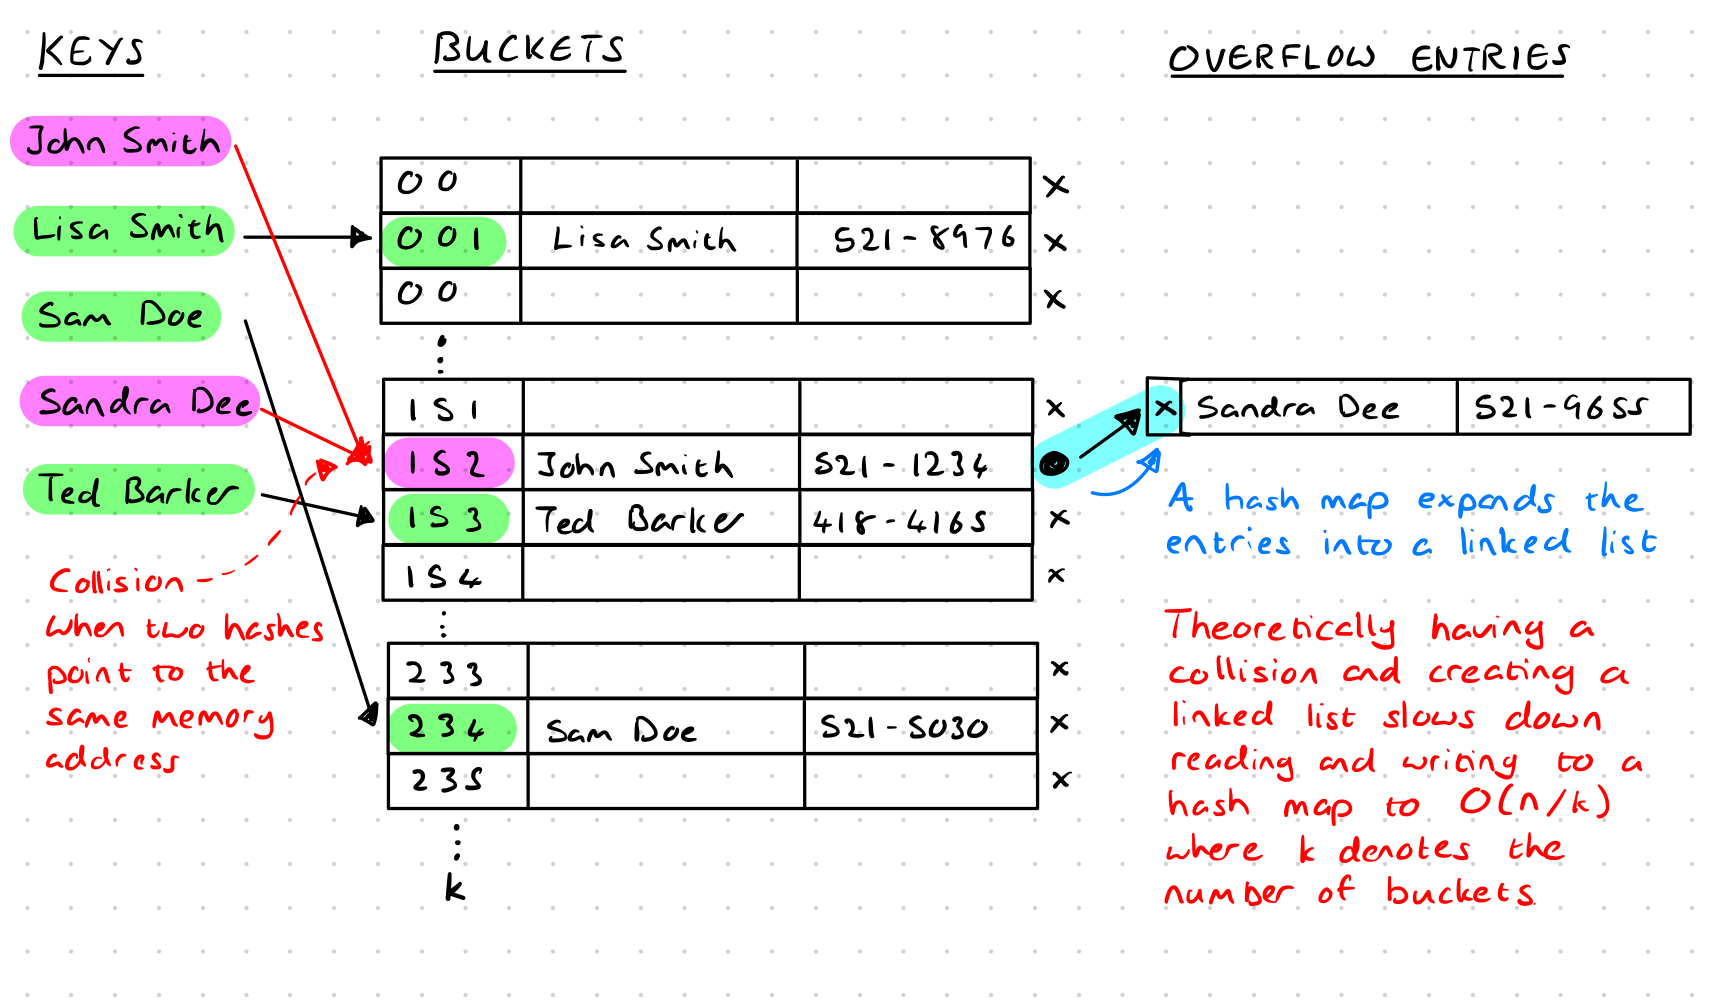 KEYS
BUCKETS
OVERFLOW ENTRIES
John Smith
Lisa Smith
Sam Doe
Sandra Dee
Ted Barker
Collision
when two hashes
point to the
same memory
address
00 x
001 Lisa Smith 521-8976 x
00 x
151 x
152 John Smith 521-1234
153 Ted Barker 418-4165 x
154 x
233 x
234 Sam Doe 521-5030 x
235 x
k
x Sandra Dee 521-9655
A hash map expands the
entries into a linked list
Theoretically having a
collision and creating a
linked list slows down
reading and writing to a
hash map to O(n/k)
where k denotes the
number of buckets